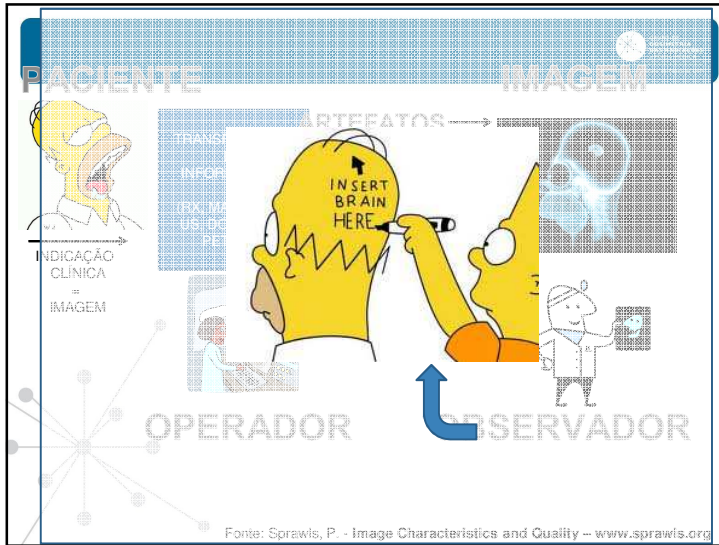 PACIENTE
IMAGEM
ARTEFATOS
INSERT
BRAIN
HERE
INDICAÇÃO
CLÍNICA
=
IMAGEM
OPERADOR
OBSERVADOR
Fonte: Sprawls, P. - Image Characteristics and Quality – www.sprawls.org